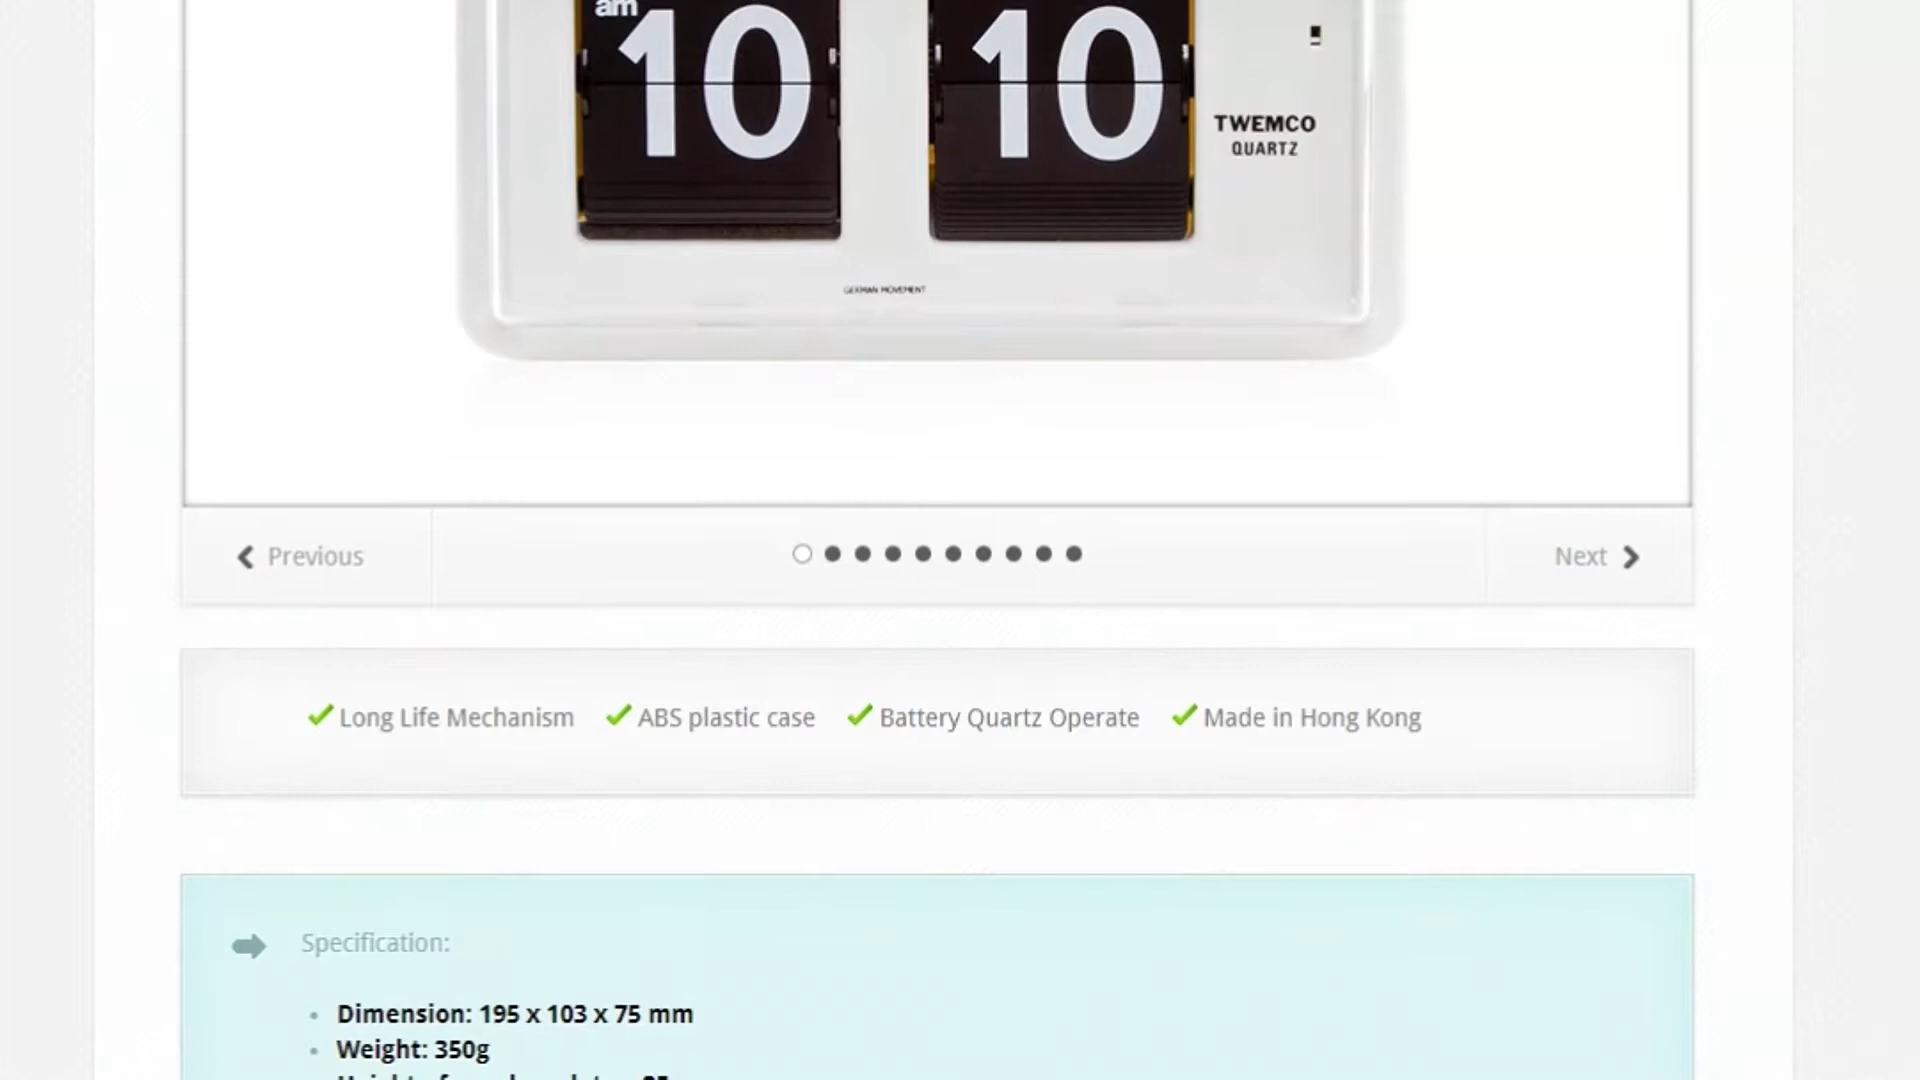 am
10 10
TWEMCO
QUARTZ
GERMAN MOVEMENT
Previous
Next
Long Life Mechanism ABS plastic case Battery Quartz Operate Made in Hong Kong
Specification:
Dimension: 195 x 103 x 75 mm
Weight: 350g